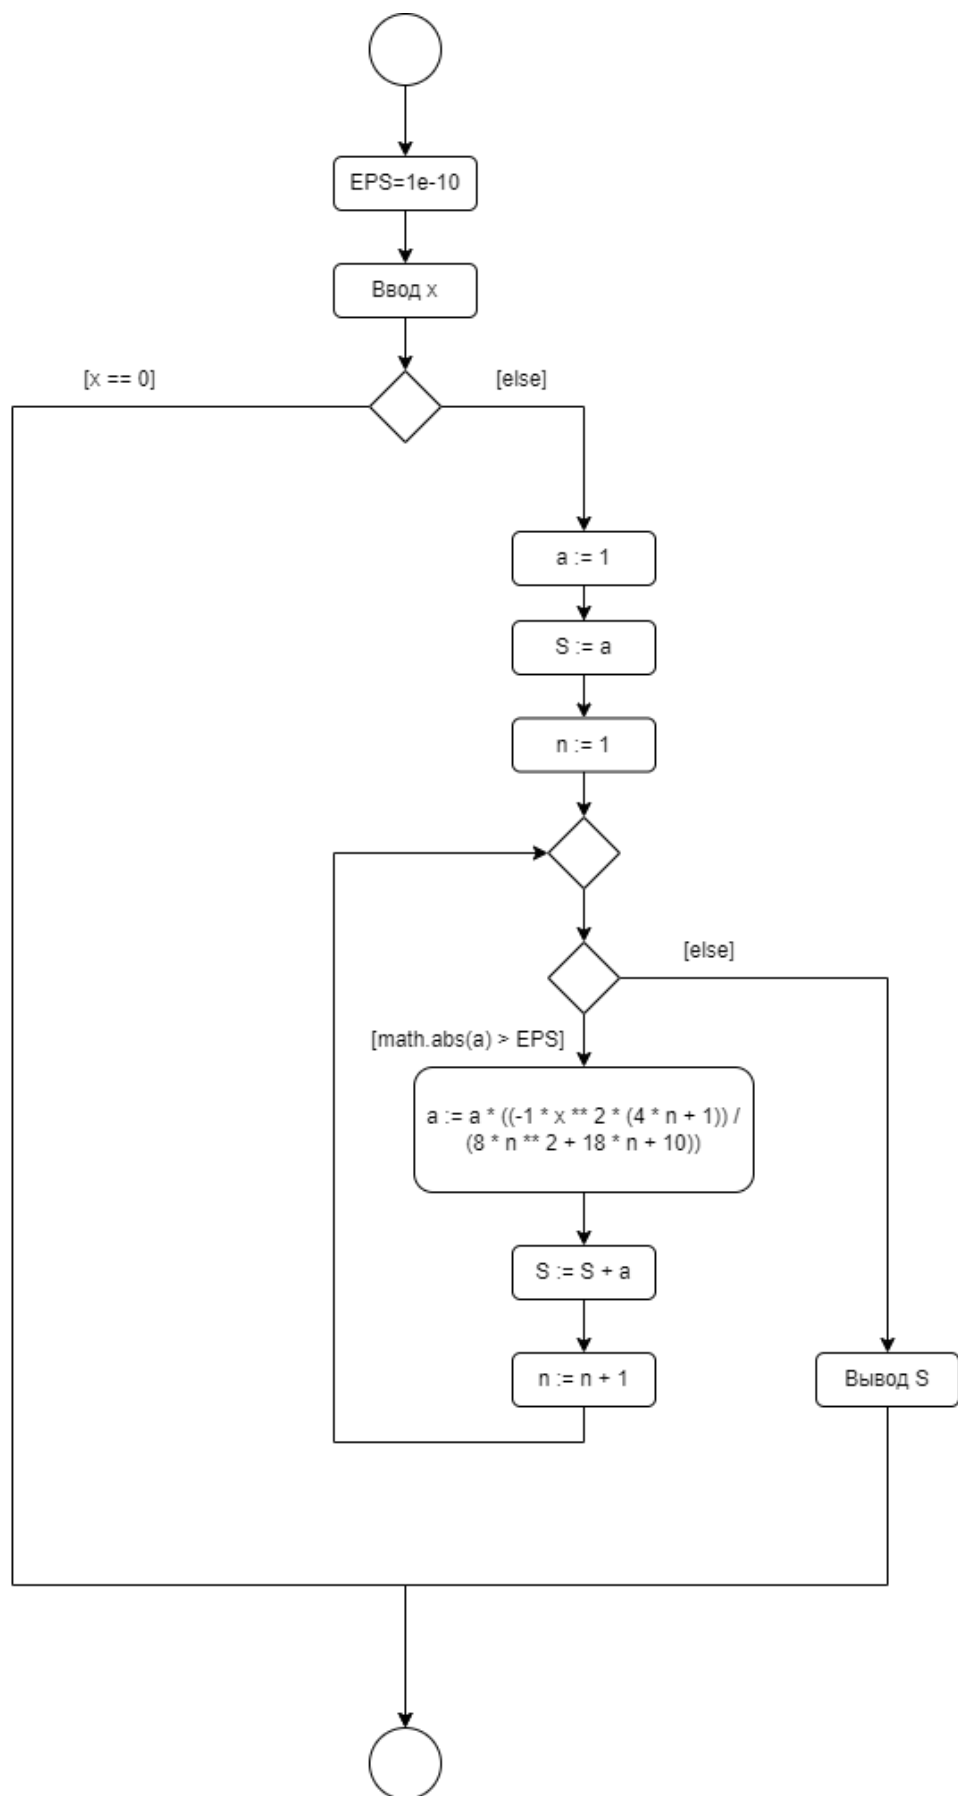 EPS=1e-10
Ввод x
[x == 0]
[else]
a := 1
S := a
n := 1
[else]
[math.abs(a) > EPS]
a := a * ((-1 * x ** 2 * (4 * n + 1)) /
(8 * n ** 2 + 18 * n + 10))
S := S + a
n := n + 1
Вывод S